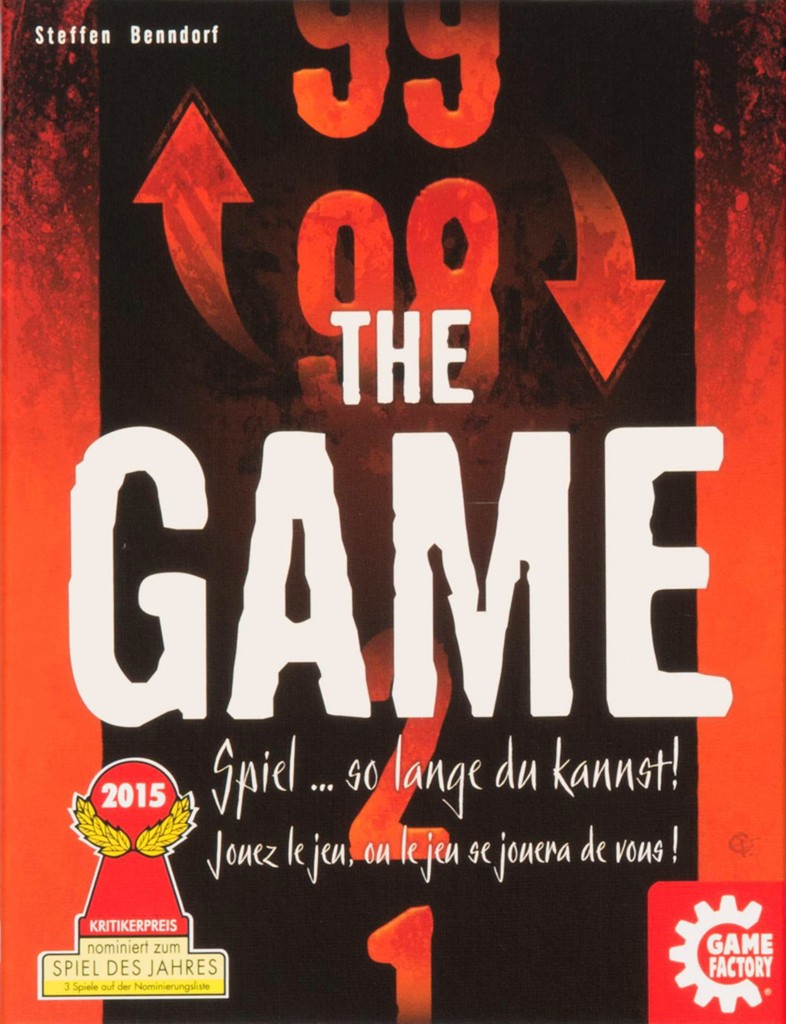 Steffen Benndorf
99
98
THE
GAME
2
Spiel ... so lange du kannst!
Jouez le jeu, ou le jeu se jouera de vous!
1
2015
KRITIKERPREIS
nominiert zum
SPIEL DES JAHRES
3 Spiele auf der Nominierungsliste
GAME
FACTORY